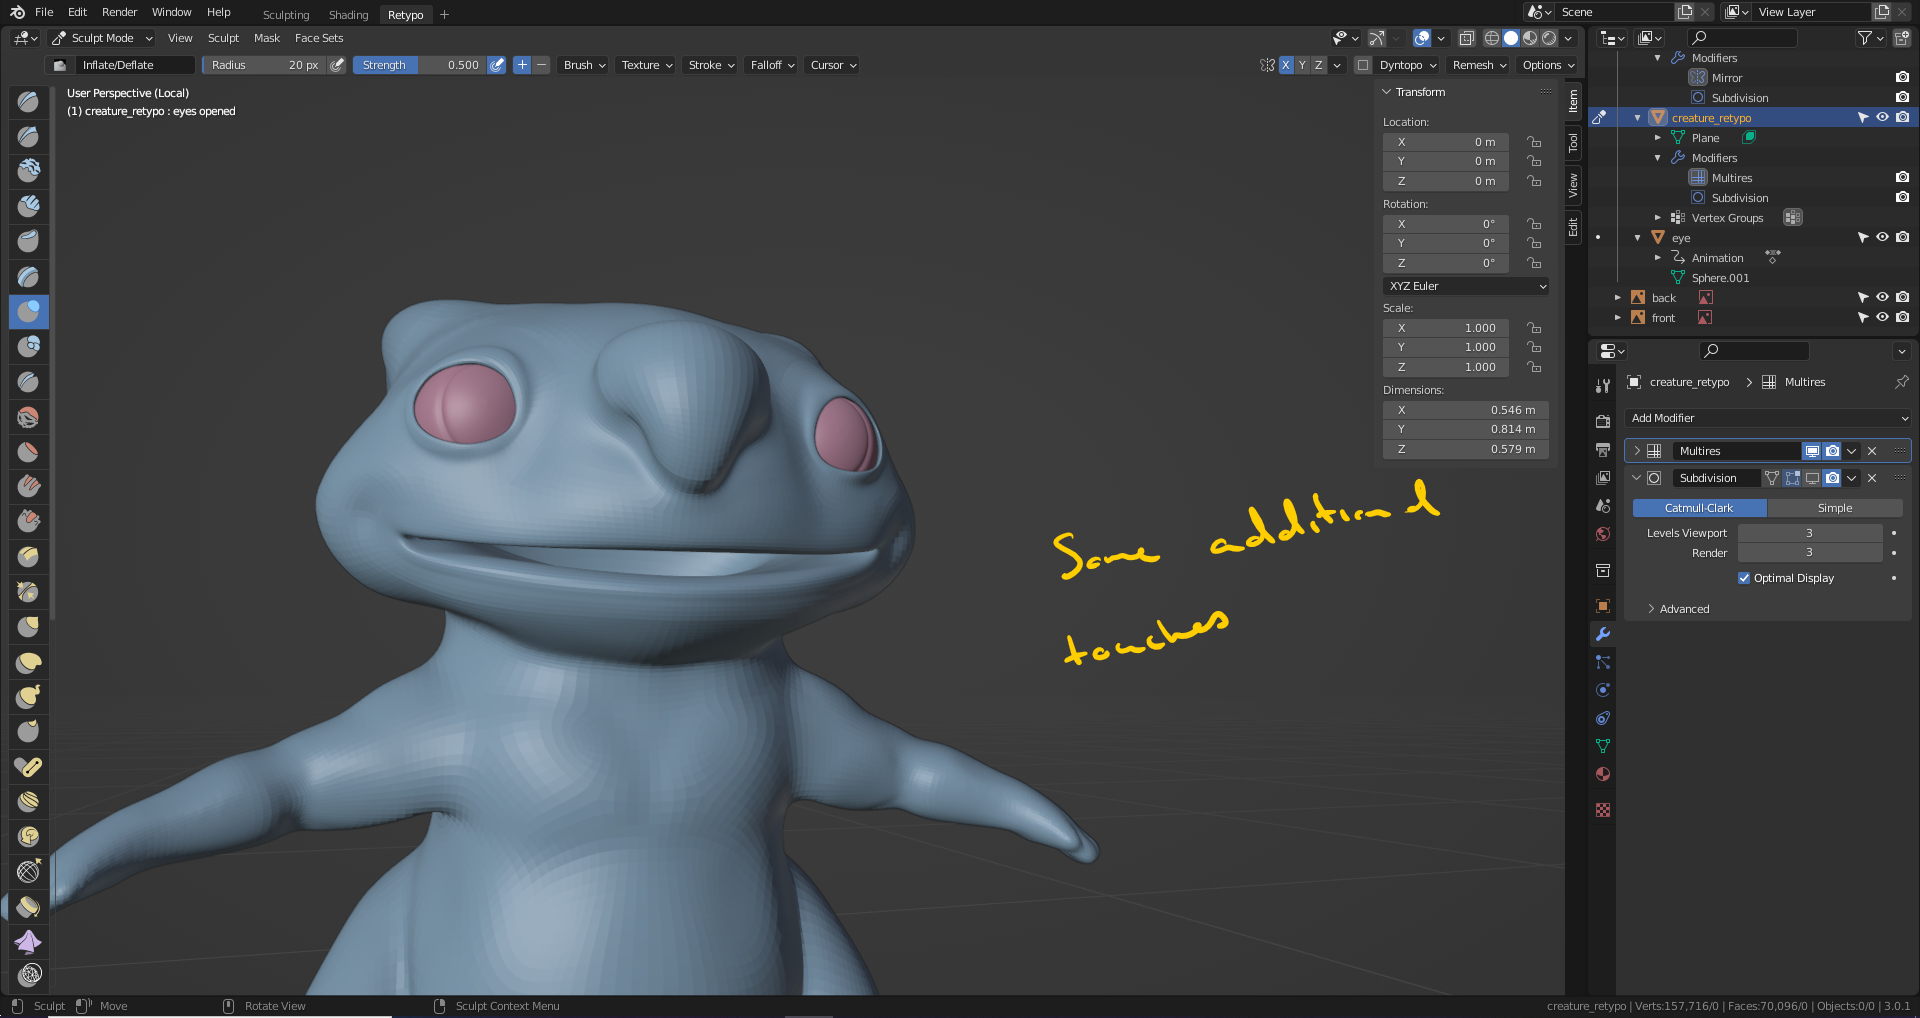 File Edit Render Window Help Sculpting Shading Retypo + Scene View Layer
Sculpt Mode View Sculpt Mask Face Sets
Inflate/Deflate Radius 20 px Strength 0.500 + − Brush Texture Stroke Falloff Cursor X Y Z Dyntopo Remesh Options
User Perspective (Local)
(1) creature_retypo : eyes opened
Transform
Location:
X 0 m
Y 0 m
Z 0 m
Rotation:
X 0°
Y 0°
Z 0°
XYZ Euler
Scale:
X 1.000
Y 1.000
Z 1.000
Dimensions:
X 0.546 m
Y 0.814 m
Z 0.579 m
Item
Tool
View
Edit
Some additional
touches
Modifiers
Mirror
Subdivision
creature_retypo
Plane
Modifiers
Multires
Subdivision
Vertex Groups
eye
Animation
Sphere.001
back
front
creature_retypo > Multires
Add Modifier
Multires
Subdivision
Catmull-Clark Simple
Levels Viewport 3
Render 3
Optimal Display
Advanced
Sculpt Move Rotate View Sculpt Context Menu creature_retypo | Verts:157,716/0 | Faces:70,096/0 | Objects:0/0 | 3.0.1